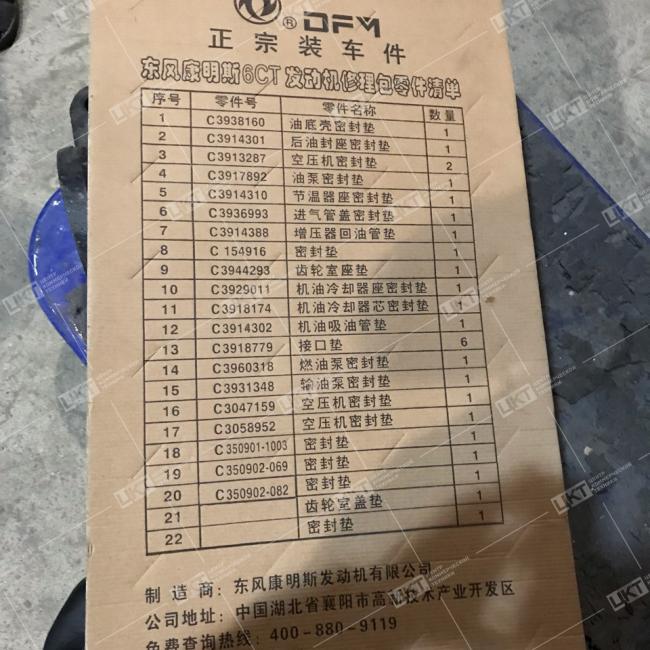 ® DFM
正宗装车件
东风康明斯6CT发动机修理包零件清单
序号 零件号 零件名称 数量
1 C3938160 油底壳密封垫 1
2 C3914301 后油封座密封垫 1
3 C3913287 空压机密封垫 2
4 C3917892 油泵密封垫 1
5 C3914310 节温器座密封垫 1
6 C3936993 进气管盖密封垫 1
7 C3914388 增压器回油管垫 1
8 C 154916 密封垫 1
9 C3944293 齿轮室座垫 1
10 C3929011 机油冷却器座密封垫 1
11 C3918174 机油冷却器芯密封垫 1
12 C3914302 机油吸油管垫 1
13 C3918779 接口垫 6
14 C3960318 燃油泵密封垫 1
15 C3931348 输油泵密封垫 1
16 C3047159 空压机密封垫 1
17 C3058952 空压机密封垫 1
18 C350901-1003 密封垫 1
19 C350902-069 密封垫 1
20 C350902-082 密封垫 1
21 齿轮室盖垫 1
22 密封垫 1
制造商：东风康明斯发动机有限公司
公司地址：中国湖北省襄阳市高新技术产业开发区
免费查询热线：400-880-9119
LKT ЦЕНТР КОММЕРЧЕСКОЙ ТЕХНИКИ